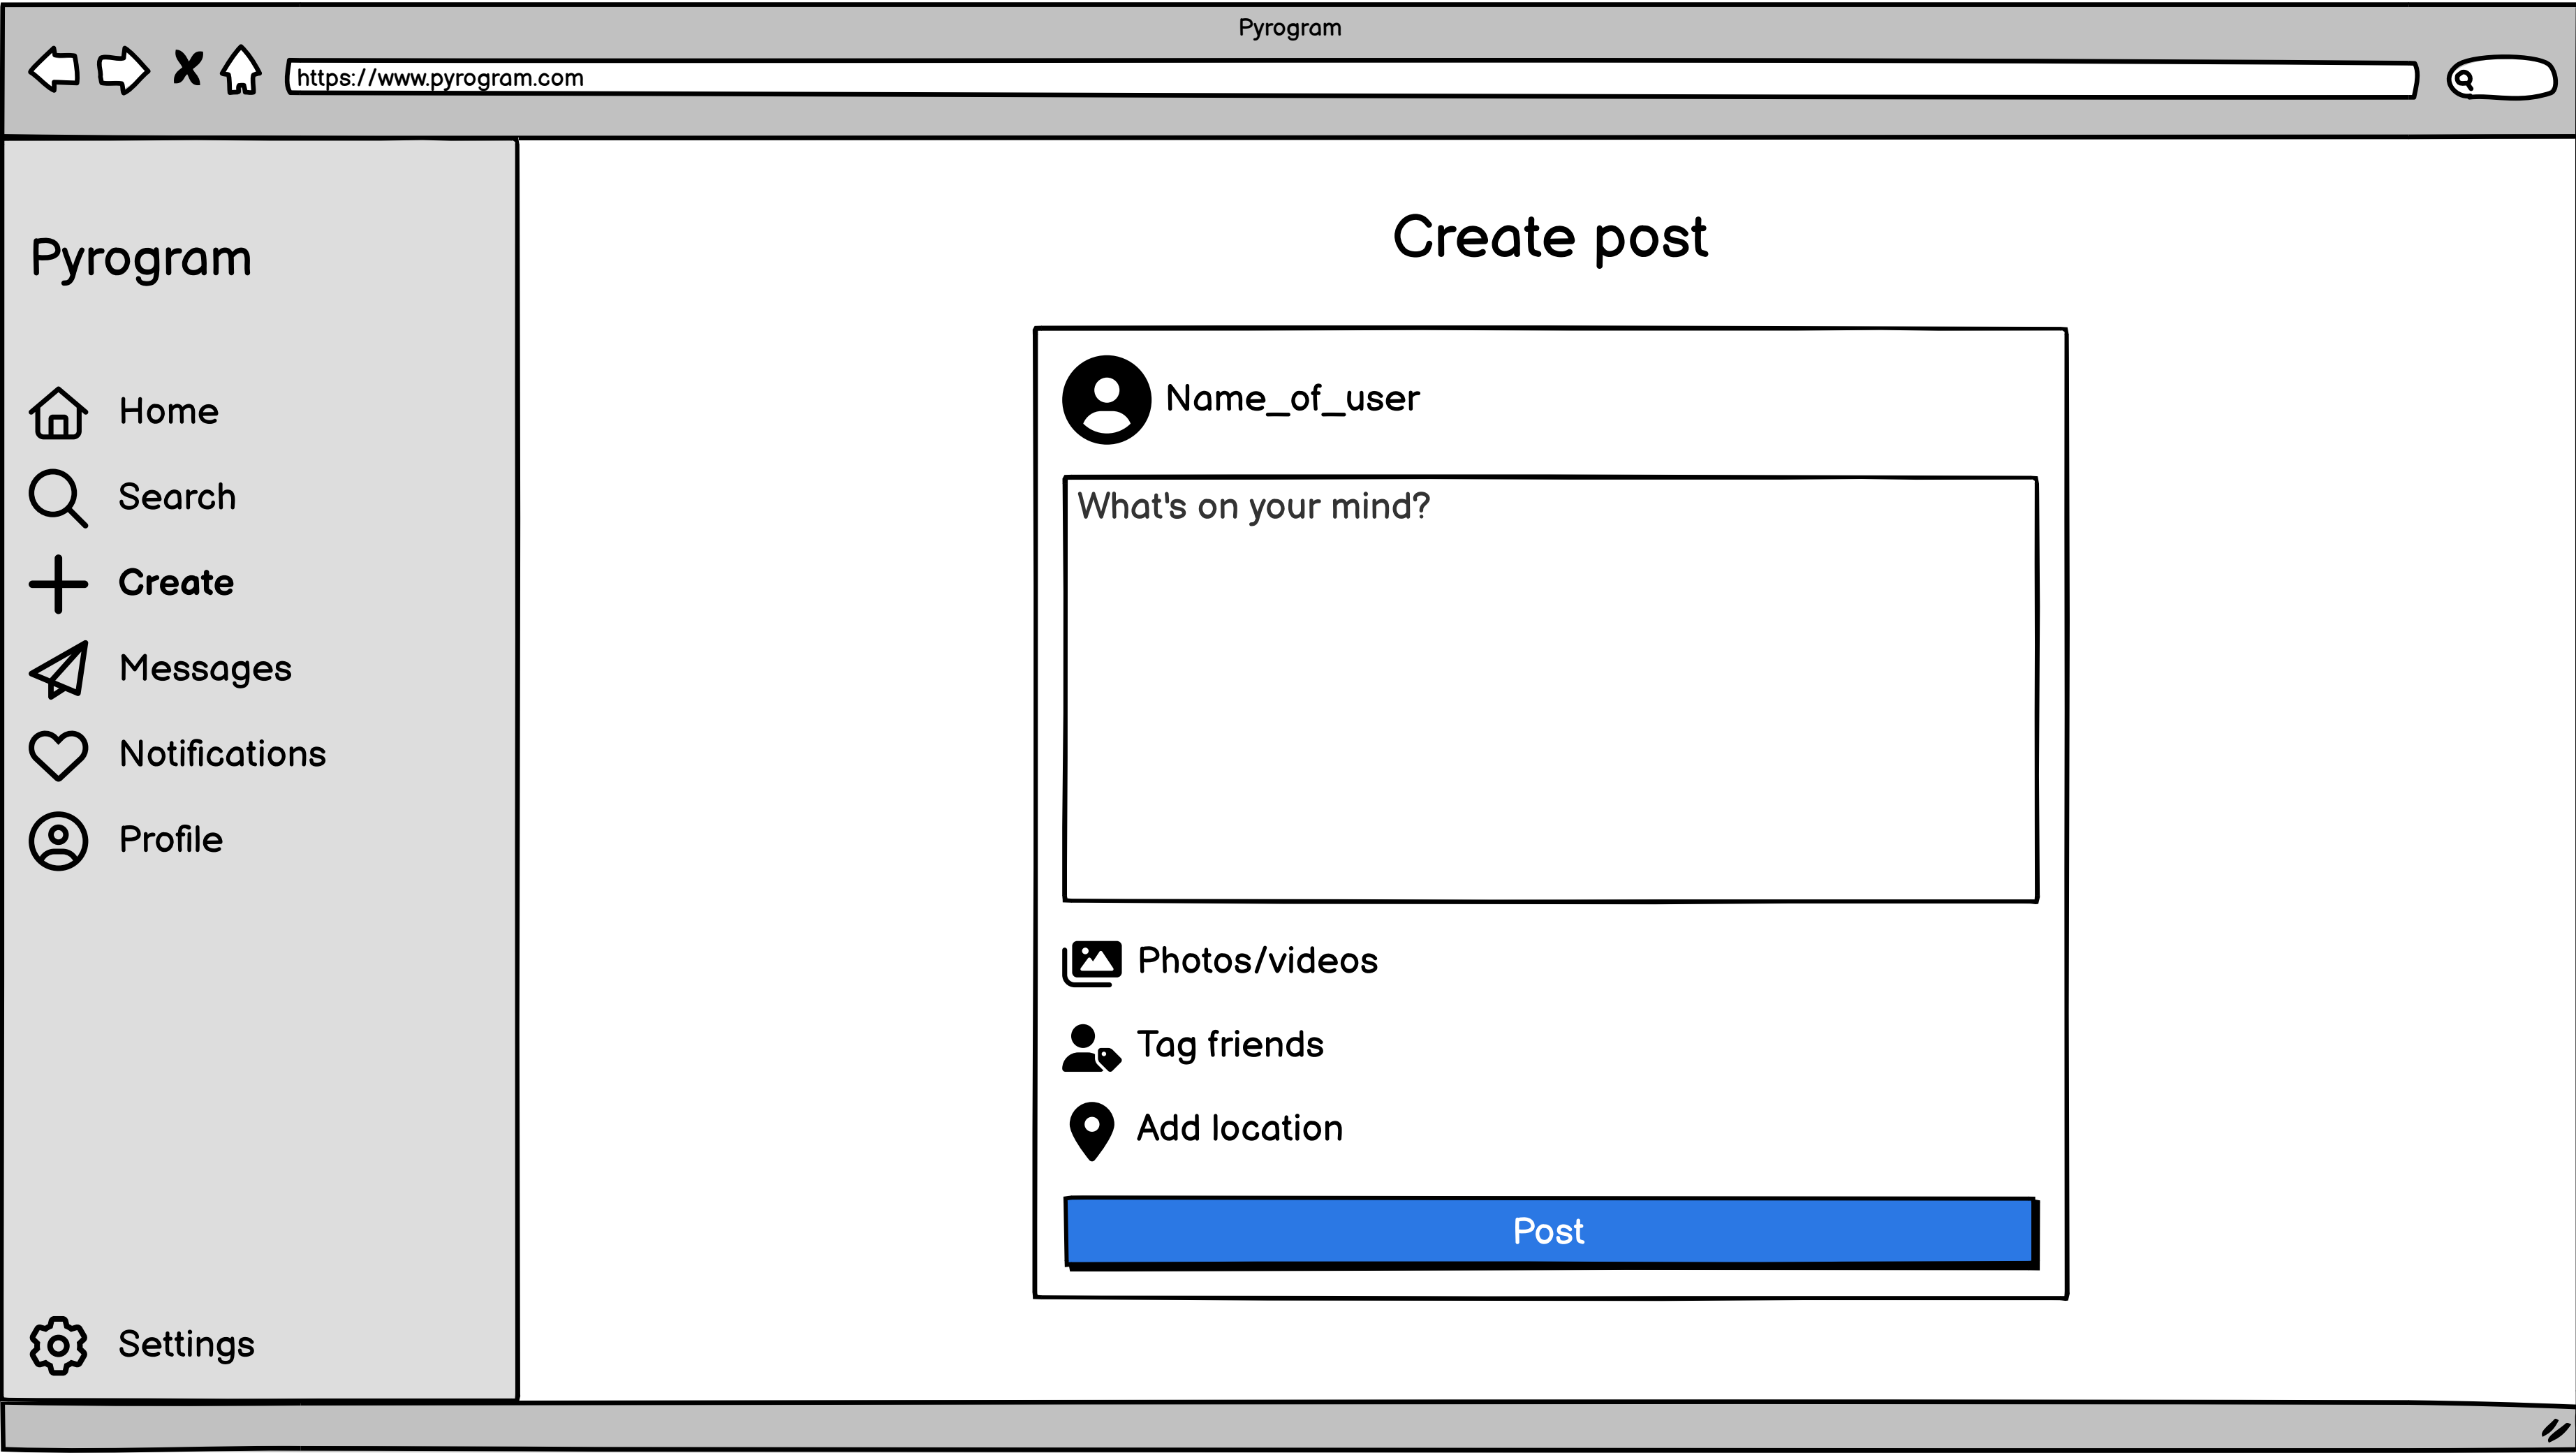 Pyrogram
https://www.pyrogram.com
Pyrogram
Home
Search
Create
Messages
Notifications
Profile
Settings
Create post
Name_of_user
What's on your mind?
Photos/videos
Tag friends
Add location
Post